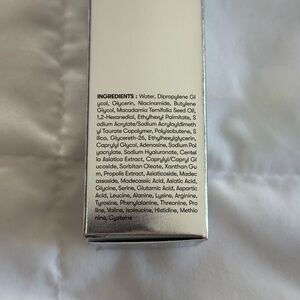 INGREDIENTS : Water, Dipropylene Gl
ycol, Glycerin, Niacinamide, Butylene
Glycol, Macadamia Ternifolia Seed Oil,
1,2-Hexanediol, Ethylhexyl Palmitate, S
odium Acrylate/Sodium Acryloyldimeth
yl Taurate Copolymer, Polyisobutene, S
ilica, Glycereth-26, Ethylhexylglycerin,
Caprylyl Glycol, Adenosine, Sodium Pol
yacrylate, Sodium Hyaluronate, Centel
la Asiatica Extract, Caprylyl/Capryl Gl
ucoside, Sorbitan Oleate, Xanthan Gu
m, Propolis Extract, Asiaticoside, Madec
assoside, Madecassic Acid, Asiatic Acid,
Glycine, Serine, Glutamic Acid, Aspartic
Acid, Leucine, Alanine, Lysine, Arginine,
Tyrosine, Phenylalanine, Threonine, Pro
line, Valine, Isoleucine, Histidine, Methio
nine, Cysteine